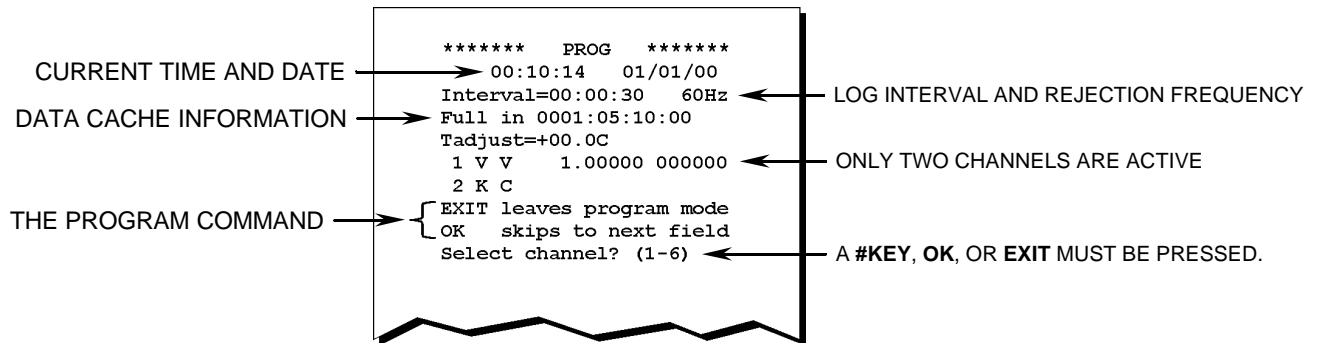 ******* PROG *******
CURRENT TIME AND DATE
00:10:14 01/01/00
Interval=00:00:30 60Hz
LOG INTERVAL AND REJECTION FREQUENCY
DATA CACHE INFORMATION
Full in 0001:05:10:00
Tadjust=+00.0C
1 V V 1.00000 000000
ONLY TWO CHANNELS ARE ACTIVE
2 K C
THE PROGRAM COMMAND
EXIT leaves program mode
OK skips to next field
Select channel? (1-6)
A #KEY, OK, OR EXIT MUST BE PRESSED.